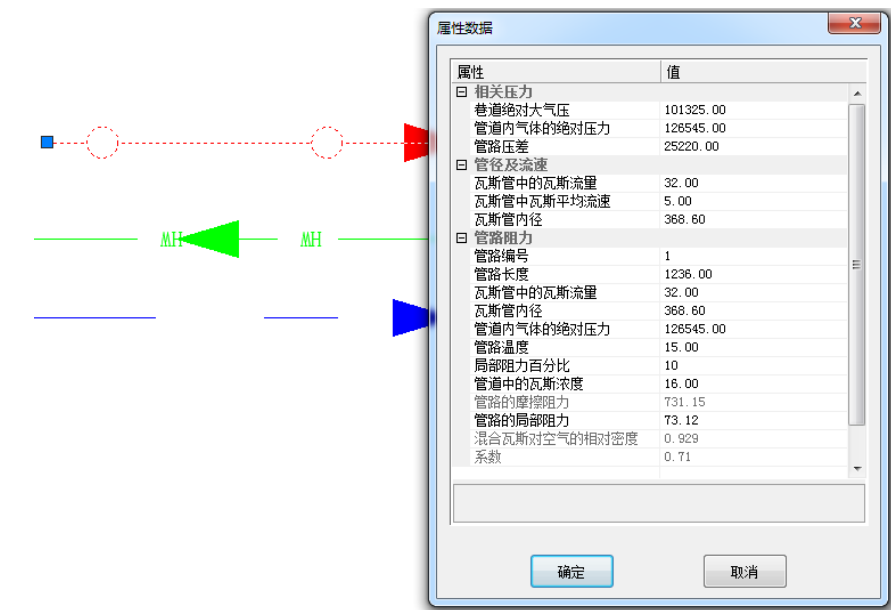 属性数据
属性 值
相关压力
巷道绝对大气压 101325.00
管道内气体的绝对压力 126545.00
管路压差 25220.00
管径及流速
瓦斯管中的瓦斯流量 32.00
瓦斯管中瓦斯平均流速 5.00
瓦斯管内径 368.60
管路阻力
管路编号 1
管路长度 1236.00
瓦斯管中的瓦斯流量 32.00
瓦斯管内径 368.60
管道内气体的绝对压力 126545.00
管路温度 15.00
局部阻力百分比 10
管道中的瓦斯浓度 16.00
管路的摩擦阻力 731.15
管路的局部阻力 73.12
混合瓦斯对空气的相对密度 0.929
系数 0.71
确定 取消
HW HW